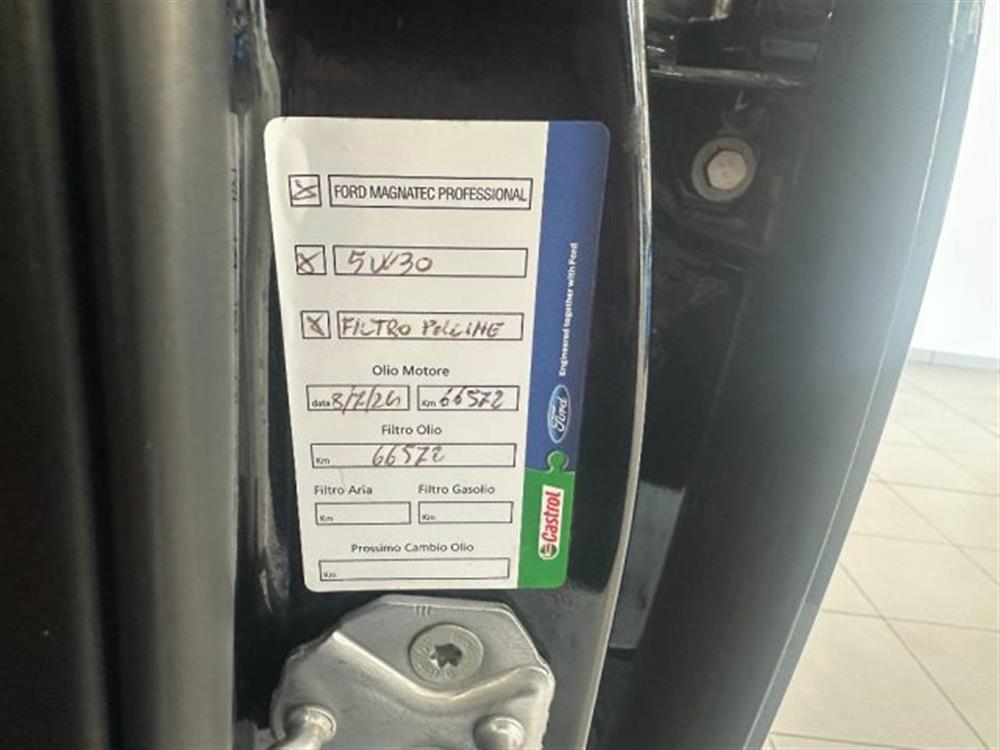 FORD MAGNATEC PROFESSIONAL
5W30
FILTRO POLLINE
Olio Motore
data 8/7/24 Km 66572
Filtro Olio
Km 66572
Filtro Aria Filtro Gasolio
Km Km
Prossimo Cambio Olio
Km
Engineered together with Ford
Ford
Castrol